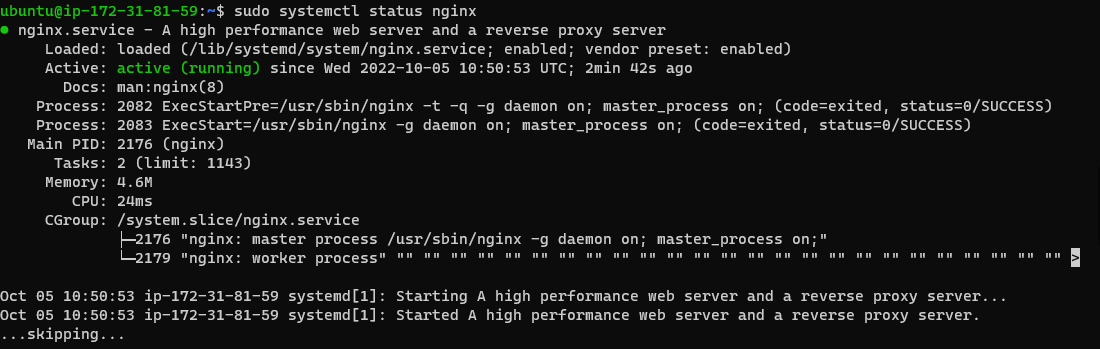 ubuntu@ip-172-31-81-59:~$ sudo systemctl status nginx
● nginx.service - A high performance web server and a reverse proxy server
     Loaded: loaded (/lib/systemd/system/nginx.service; enabled; vendor preset: enabled)
     Active: active (running) since Wed 2022-10-05 10:50:53 UTC; 2min 42s ago
       Docs: man:nginx(8)
    Process: 2082 ExecStartPre=/usr/sbin/nginx -t -q -g daemon on; master_process on; (code=exited, status=0/SUCCESS)
    Process: 2083 ExecStart=/usr/sbin/nginx -g daemon on; master_process on; (code=exited, status=0/SUCCESS)
   Main PID: 2176 (nginx)
      Tasks: 2 (limit: 1143)
     Memory: 4.6M
        CPU: 24ms
     CGroup: /system.slice/nginx.service
             ├─2176 "nginx: master process /usr/sbin/nginx -g daemon on; master_process on;"
             └─2179 "nginx: worker process" "" "" "" "" "" "" "" "" "" "" "" "" "" "" "" "" "" "" "" "" "" "" "" "" "" >

Oct 05 10:50:53 ip-172-31-81-59 systemd[1]: Starting A high performance web server and a reverse proxy server...
Oct 05 10:50:53 ip-172-31-81-59 systemd[1]: Started A high performance web server and a reverse proxy server.
...skipping...